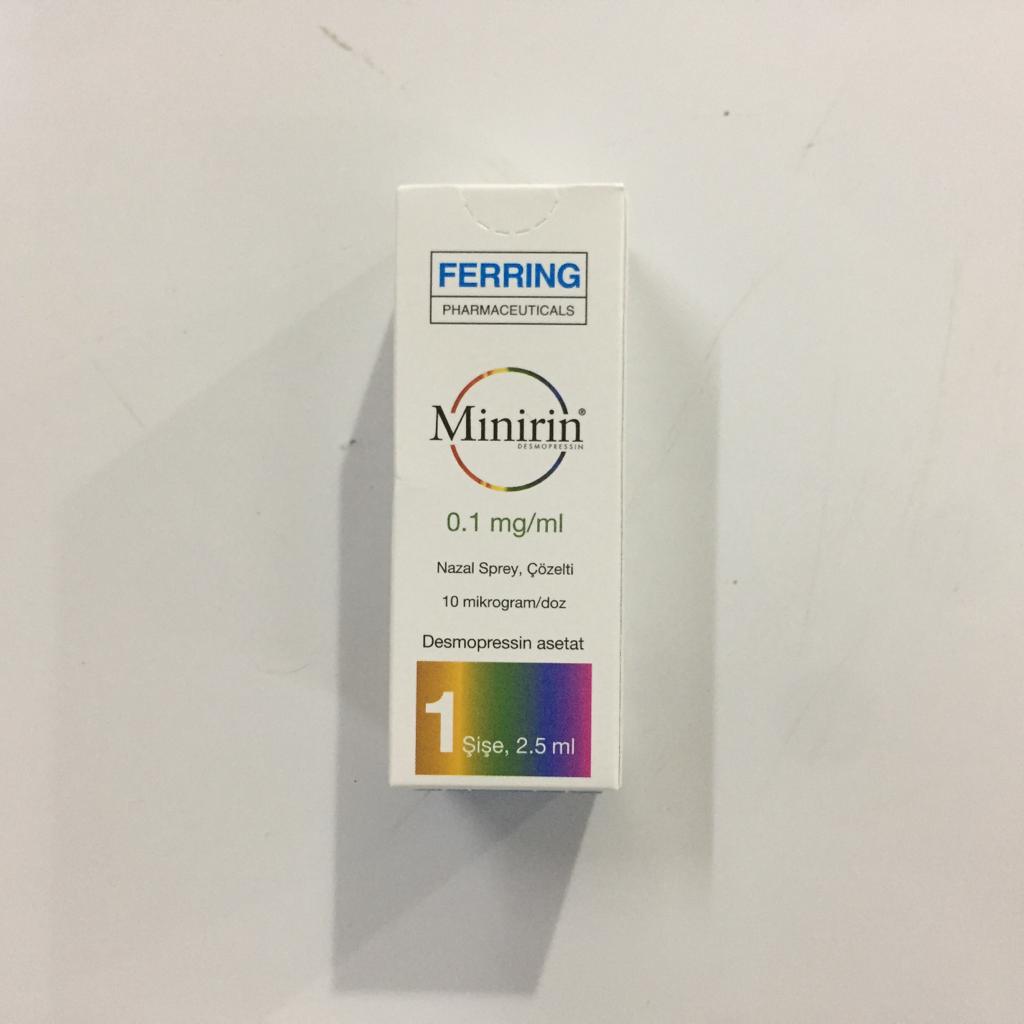 FERRING
PHARMACEUTICALS
Minirin®
DESMOPRESSIN
0.1 mg/ml
Nazal Sprey, Çözelti
10 mikrogram/doz
Desmopressin asetat
1 Şişe, 2.5 ml